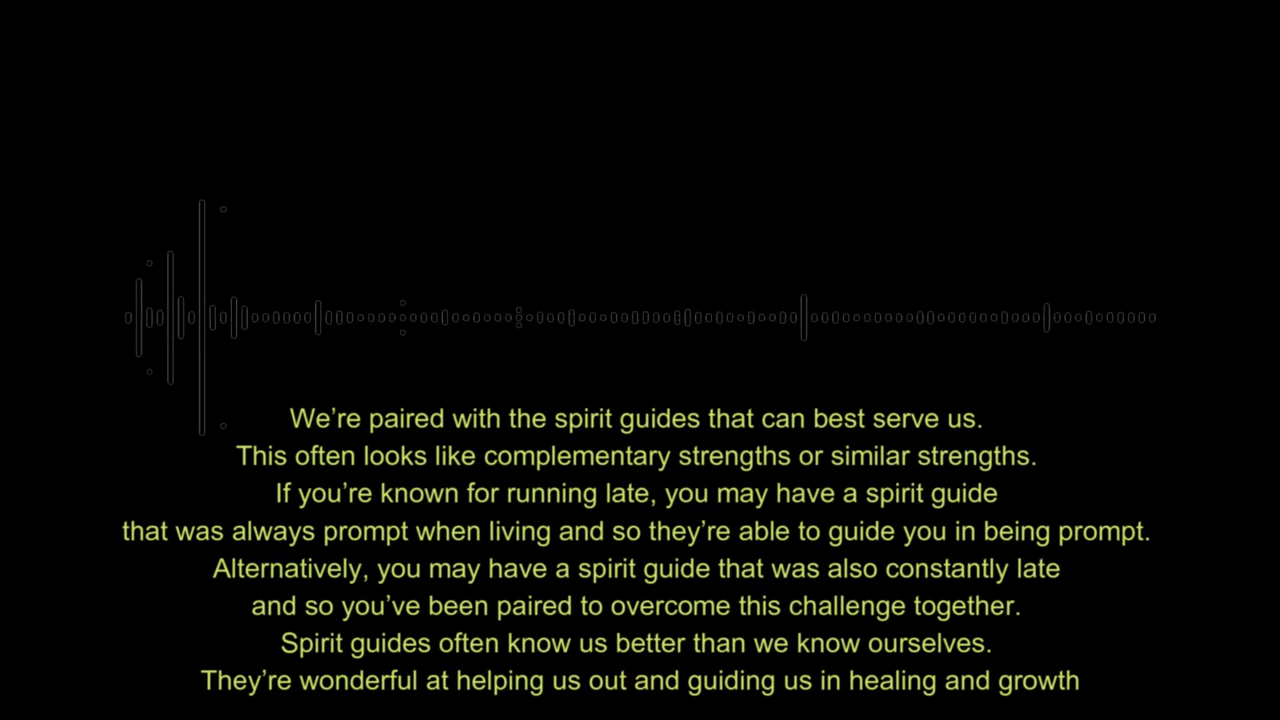 We’re paired with the spirit guides that can best serve us.
This often looks like complementary strengths or similar strengths.
If you’re known for running late, you may have a spirit guide
that was always prompt when living and so they’re able to guide you in being prompt.
Alternatively, you may have a spirit guide that was also constantly late
and so you’ve been paired to overcome this challenge together.
Spirit guides often know us better than we know ourselves.
They’re wonderful at helping us out and guiding us in healing and growth